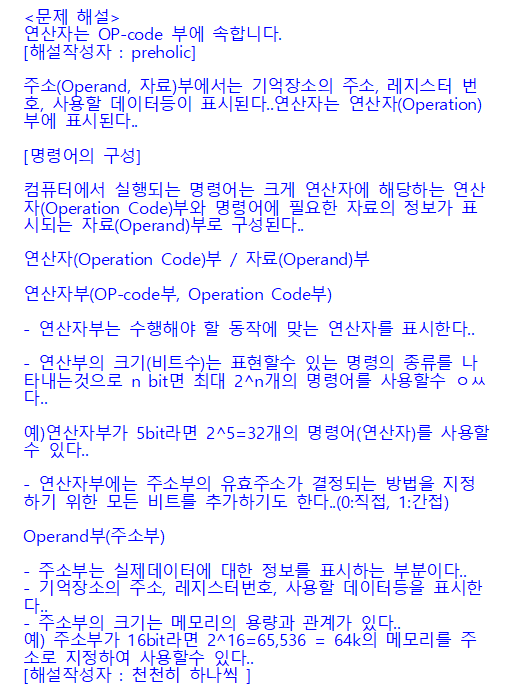 <문제 해설>
연산자는 OP-code 부에 속합니다.
[해설작성자 : preholic]
주소(Operand, 자료)부에서는 기억장소의 주소, 레지스터 번
호, 사용할 데이터등이 표시된다..연산자는 연산자(Operation)
부에 표시된다..
[명령어의 구성]
컴퓨터에서 실행되는 명령어는 크게 연산자에 해당하는 연산
자(Operation Code)부와 명령어에 필요한 자료의 정보가 표
시되는 자료(Operand)부로 구성된다..
연산자(Operation Code)부 / 자료(Operand)부
연산자부(OP-code부, Operation Code부)
- 연산자부는 수행해야 할 동작에 맞는 연산자를 표시한다..
- 연산부의 크기(비트수)는 표현할수 있는 명령의 종류를 나
타내는것으로 n bit면 최대 2^n개의 명령어를 사용할수 ㅇㅆ
다..
예)연산자부가 5bit라면 2^5=32개의 명령어(연산자)를 사용할
수 있다..
- 연산자부에는 주소부의 유효주소가 결정되는 방법을 지정
하기 위한 모든 비트를 추가하기도 한다..(0:직접, 1:간접)
Operand부(주소부)
- 주소부는 실제데이터에 대한 정보를 표시하는 부분이다..
- 기억장소의 주소, 레지스터번호, 사용할 데이터등을 표시한
다..
- 주소부의 크기는 메모리의 용량과 관계가 있다..
예) 주소부가 16bit라면 2^16=65,536 = 64k의 메모리를 주
소로 지정하여 사용할수 있다..
[해설작성자 : 천천히 하나씩 ]